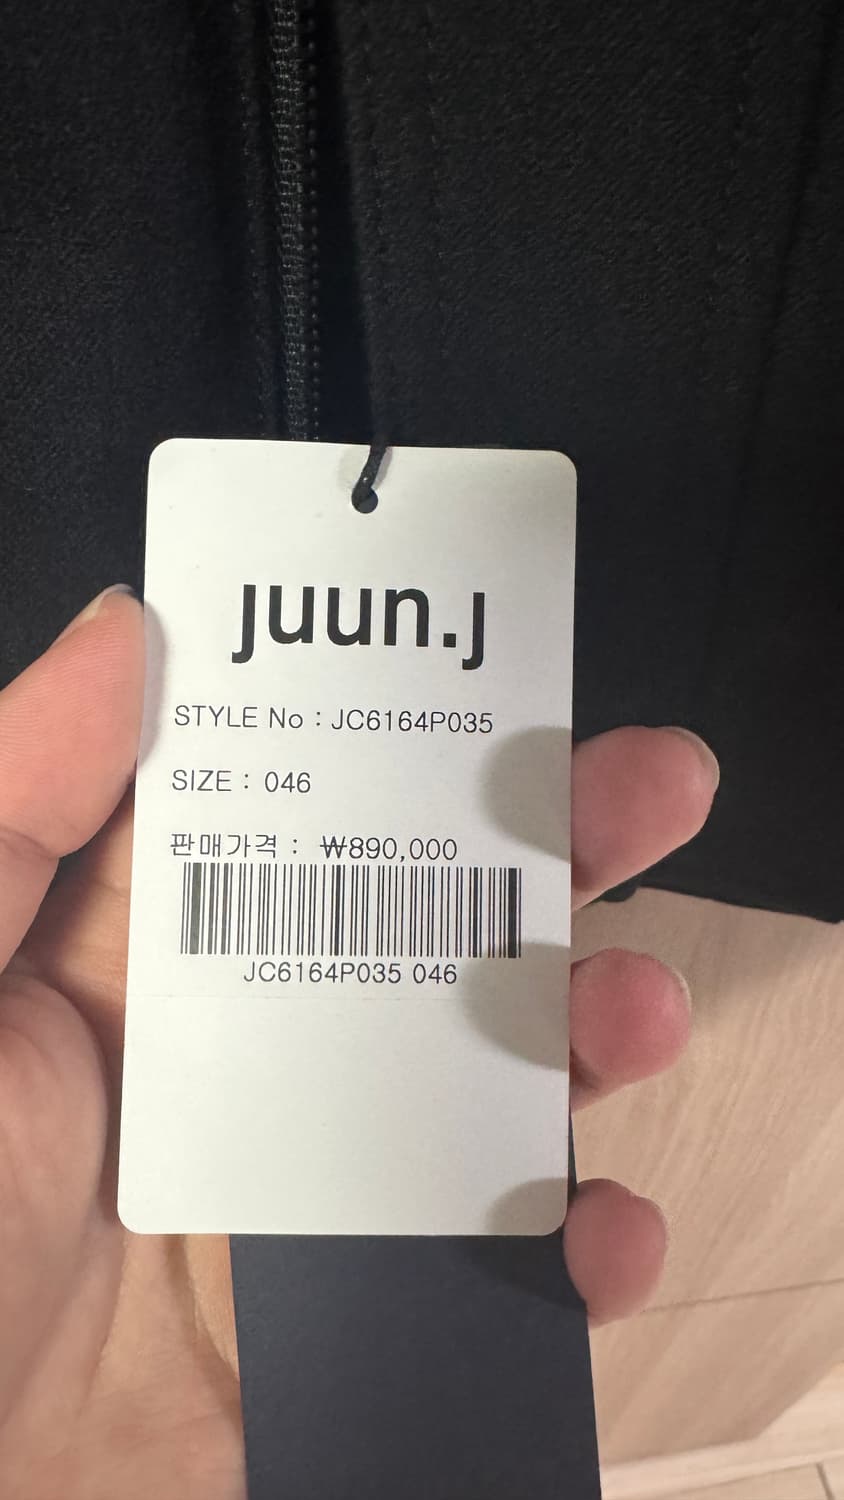 juun.j
STYLE No : JC6164P035
SIZE : 046
판매가격 : ₩890,000
JC6164P035 046